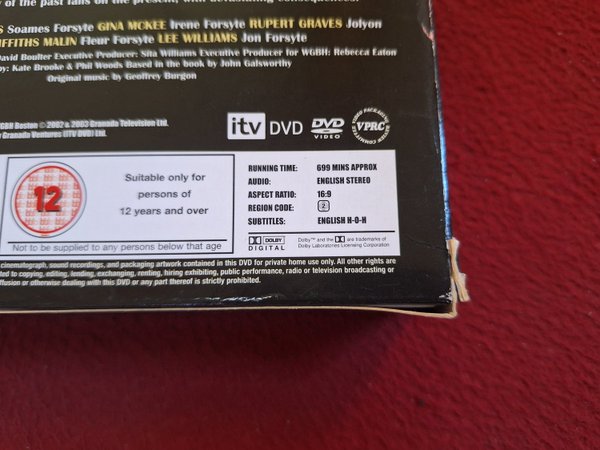 of the past fans on the present, with devastating consequences.
S Soames Forsyte GINA MCKEE Irene Forsyte RUPERT GRAVES Jolyon
IFFITHS MALIN Fleur Forsyte LEE WILLIAMS Jon Forsyte
David Boulter Executive Producer: Sita Williams Executive Producer for WGBH: Rebecca Eaton
by: Kate Brooke & Phil Woods Based in the book by John Galsworthy
Original music by Geoffrey Burgon
WGBH Boston © 2002 & 2003 Granada Television Ltd.
Granada Ventures (ITV DVD) Ltd.
itv DVD
DVD
VIDEO
VIDEO PACKAGING REVIEW COMMITTEE
VPRC
12
Suitable only for
persons of
12 years and over
Not to be supplied to any persons below that age
RUNNING TIME: 699 MINS APPROX
AUDIO: ENGLISH STEREO
ASPECT RATIO: 16:9
REGION CODE: 2
SUBTITLES: ENGLISH H-O-H
DOLBY
DIGITAL
Dolby™ and the are trademarks of
Dolby Laboratories Licensing Corporation
cinematograph, sound recordings, and packaging artwork contained in this DVD for private home use only. All other rights are
ted to copying, editing, lending, exchanging, renting, hiring exhibiting, public performance, radio or television broadcasting or
ffusion or otherwise dealing with this DVD or any part thereof is strictly prohibited.